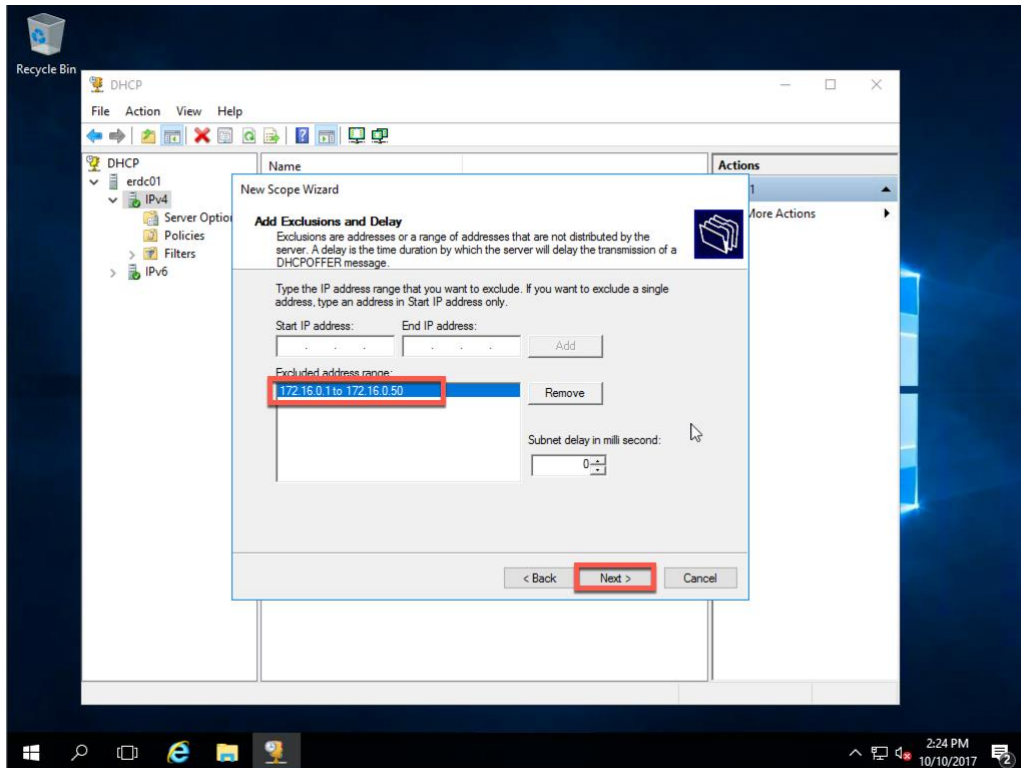 Recycle Bin
DHCP
File Action View Help
DHCP
erdc01
IPv4
Server Optio
Policies
Filters
IPv6
Name
Actions
1
More Actions
New Scope Wizard
Add Exclusions and Delay
Exclusions are addresses or a range of addresses that are not distributed by the
server. A delay is the time duration by which the server will delay the transmission of a
DHCPOFFER message.
Type the IP address range that you want to exclude. If you want to exclude a single
address, type an address in Start IP address only.
Start IP address: End IP address:
. . . . . . Add
Excluded address range:
172.16.0.1 to 172.16.0.50
Remove
Subnet delay in milli second:
0
< Back Next > Cancel
2:24 PM
10/10/2017
2